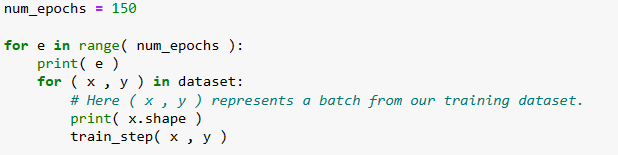 num_epochs = 150
for e in range( num_epochs ):
print( e )
for ( x , y ) in dataset:
# Here ( x , y ) represents a batch from our training dataset.
print( x.shape )
train_step( x , y )